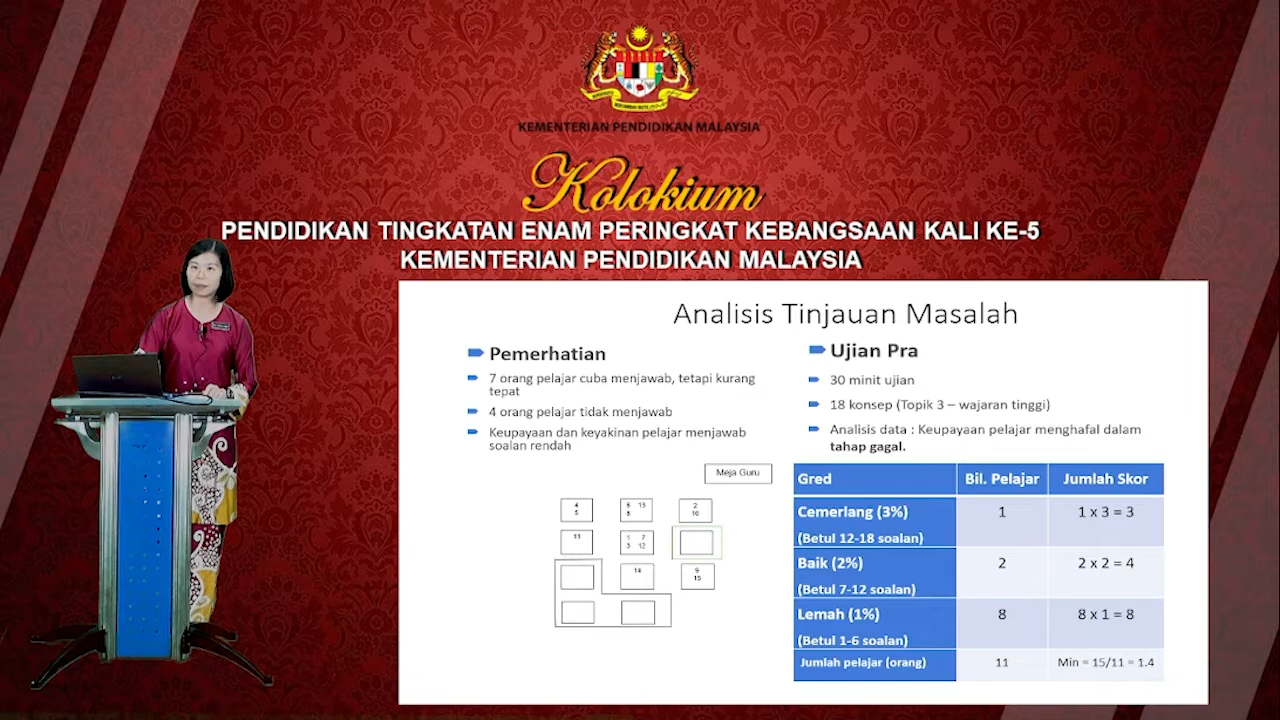 KEMENTERIAN PENDIDIKAN MALAYSIA
Kolokium
PENDIDIKAN TINGKATAN ENAM PERINGKAT KEBANGSAAN KALI KE-5
KEMENTERIAN PENDIDIKAN MALAYSIA
Analisis Tinjauan Masalah
Pemerhatian
7 orang pelajar cuba menjawab, tetapi kurang
tepat
4 orang pelajar tidak menjawab
Keupayaan dan keyakinan pelajar menjawab
soalan rendah
Meja Guru
4
5
6 13
8
2
10
11
1 7
3 12
14
9
15
Ujian Pra
30 minit ujian
18 konsep (Topik 3 – wajaran tinggi)
Analisis data : Keupayaan pelajar menghafal dalam
tahap gagal.
Gred Bil. Pelajar Jumlah Skor
Cemerlang (3%) 1 1 x 3 = 3
(Betul 12-18 soalan)
Baik (2%) 2 2 x 2 = 4
(Betul 7-12 soalan)
Lemah (1%) 8 8 x 1 = 8
(Betul 1-6 soalan)
Jumlah pelajar (orang) 11 Min = 15/11 = 1.4